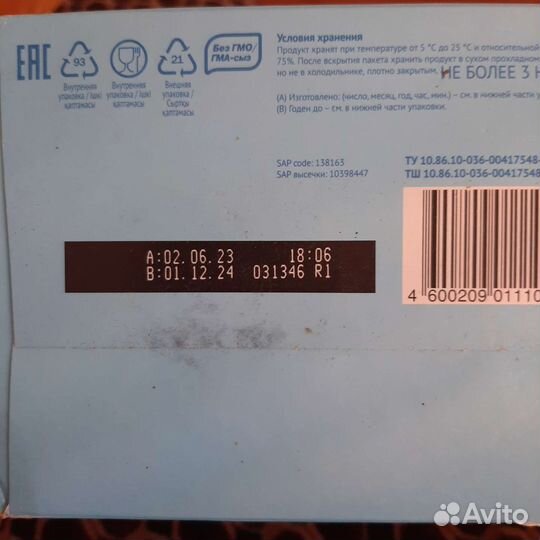 EAC
93
21
Без ГМО/
ГМА-сыз
Внутренняя
упаковка / Ішкі
қаптамасы
Внутренняя
упаковка / Ішкі
қаптамасы
Внешняя
упаковка /
Сыртқы
қаптамасы
Условия хранения
Продукт хранят при температуре от 5 °С до 25 °С и относительной
75%. После вскрытия пакета хранить продукт в сухом прохладном
но не в холодильнике, плотно закрытым, НЕ БОЛЕЕ 3 Н
(А) Изготовлено: (число, месяц, год, час, мин.) – см. в нижней части у
(В) Годен до – см. в нижней части упаковки.
SAP code: 138163
SAP высечки: 10398447
ТУ 10.86.10-036-00417548-
ТШ 10.86.10-036-00417548
A:02.06.23 18:06
B:01.12.24 031346 R1
4 600209 01110
Avito